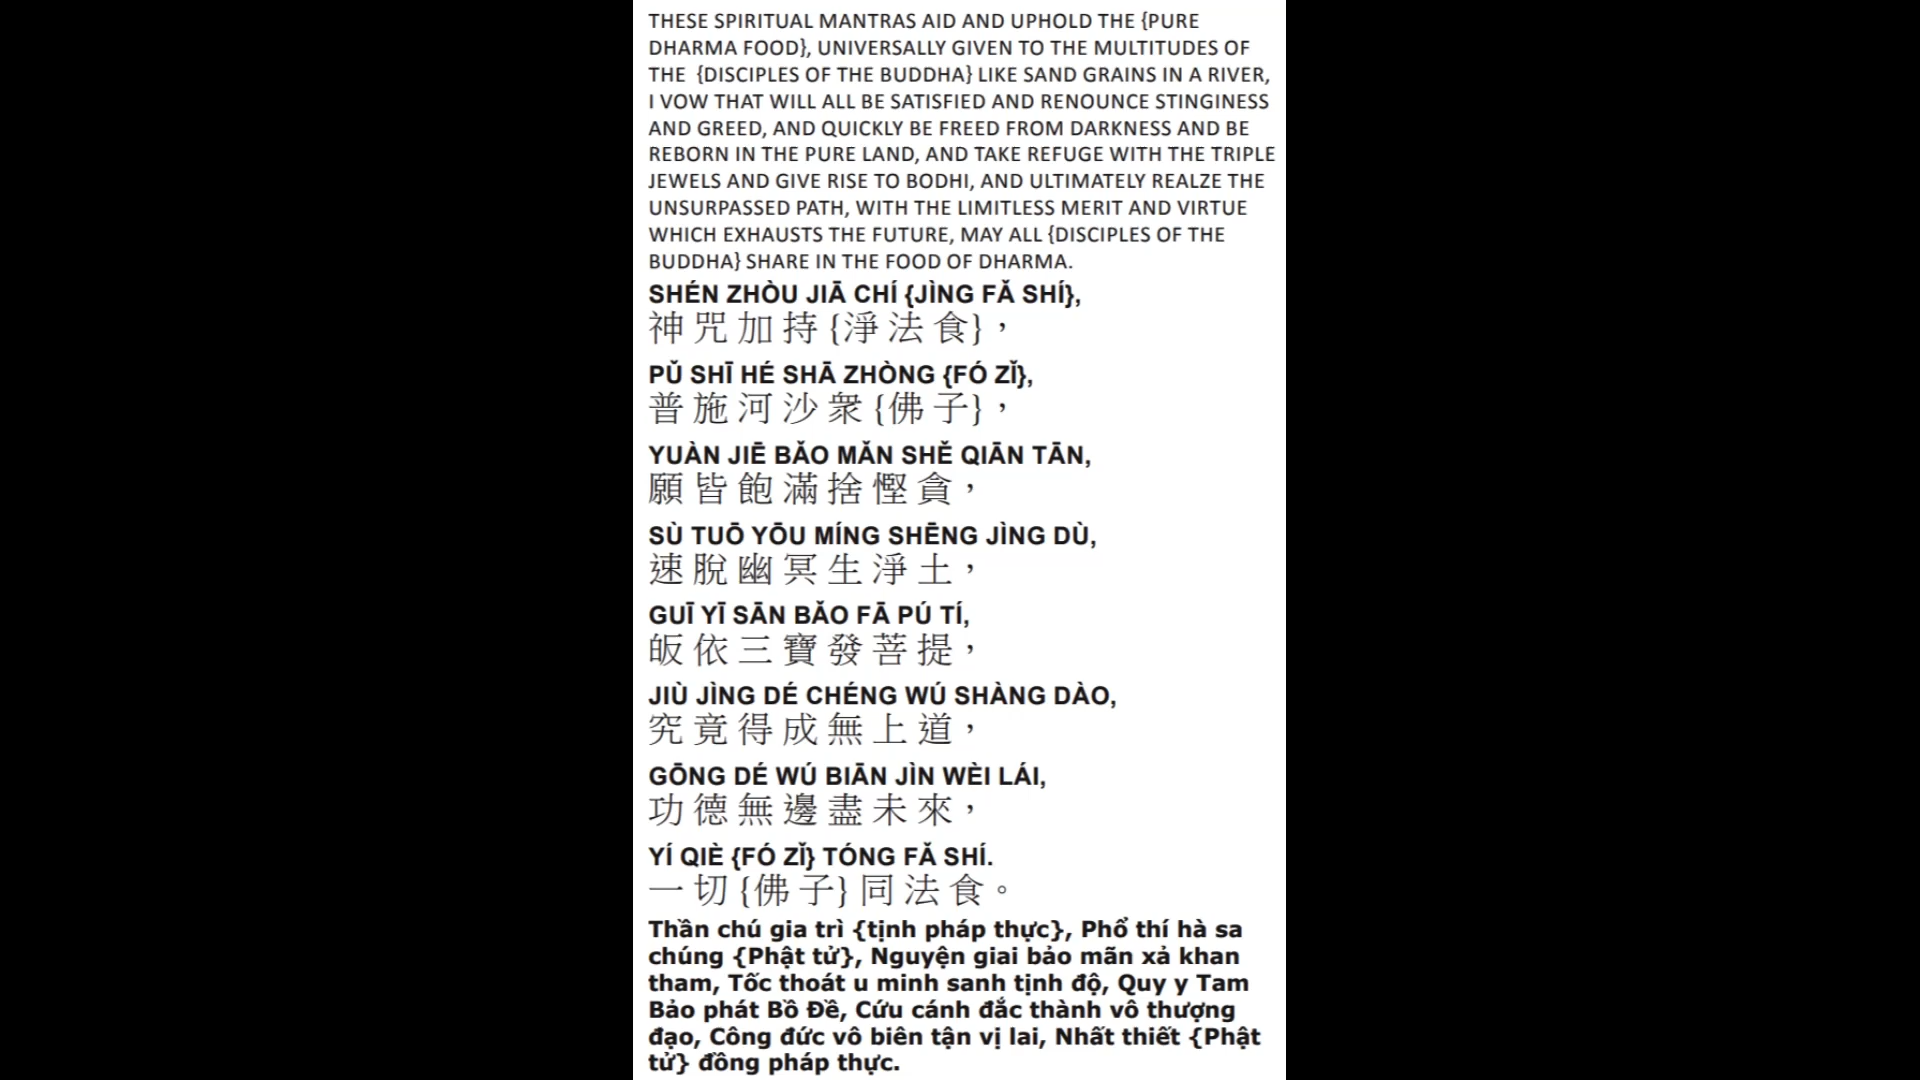 THESE SPIRITUAL MANTRAS AID AND UPHOLD THE {PURE
DHARMA FOOD}, UNIVERSALLY GIVEN TO THE MULTITUDES OF
THE {DISCIPLES OF THE BUDDHA} LIKE SAND GRAINS IN A RIVER,
I VOW THAT WILL ALL BE SATISFIED AND RENOUNCE STINGINESS
AND GREED, AND QUICKLY BE FREED FROM DARKNESS AND BE
REBORN IN THE PURE LAND, AND TAKE REFUGE WITH THE TRIPLE
JEWELS AND GIVE RISE TO BODHI, AND ULTIMATELY REALZE THE
UNSURPASSED PATH, WITH THE LIMITLESS MERIT AND VIRTUE
WHICH EXHAUSTS THE FUTURE, MAY ALL {DISCIPLES OF THE
BUDDHA} SHARE IN THE FOOD OF DHARMA.
SHÉN ZHÒU JIĀ CHÍ {JÌNG FǍ SHÍ},
神 咒 加 持 {淨 法 食}，
PǓ SHĪ HÉ SHĀ ZHÒNG {FÓ ZǏ},
普 施 河 沙 衆 {佛 子}，
YUÀN JIĒ BǍO MǍN SHĚ QIĀN TĀN,
願 皆 飽 滿 捨 慳 貪，
SÙ TUŌ YŌU MÍNG SHĒNG JÌNG DÙ,
速 脫 幽 冥 生 淨 土，
GUĪ YĪ SĀN BǍO FĀ PÚ TÍ,
皈 依 三 寶 發 菩 提，
JIÙ JÌNG DÉ CHÉNG WÚ SHÀNG DÀO,
究 竟 得 成 無 上 道，
GŌNG DÉ WÚ BIĀN JÌN WÈI LÁI,
功 德 無 邊 盡 未 來，
YÍ QIÈ {FÓ ZǏ} TÓNG FǍ SHÍ.
一 切 {佛 子} 同 法 食。
Thần chú gia trì {tịnh pháp thực}, Phổ thí hà sa
chúng {Phật tử}, Nguyện giai bảo mãn xả khan
tham, Tốc thoát u minh sanh tịnh độ, Quy y Tam
Bảo phát Bồ Đề, Cứu cánh đắc thành vô thượng
đạo, Công đức vô biên tận vị lai, Nhất thiết {Phật
tử} đồng pháp thực.